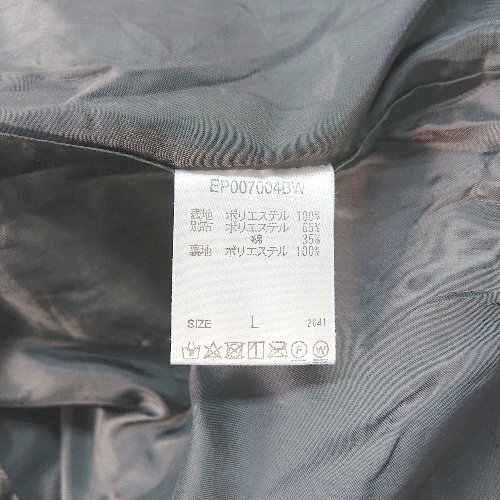 EP007004BW
表地 ポリエステル 100%
別布 ポリエステル 65%
綿 35%
裏地 ポリエステル 100%
SIZE L 2041
F W